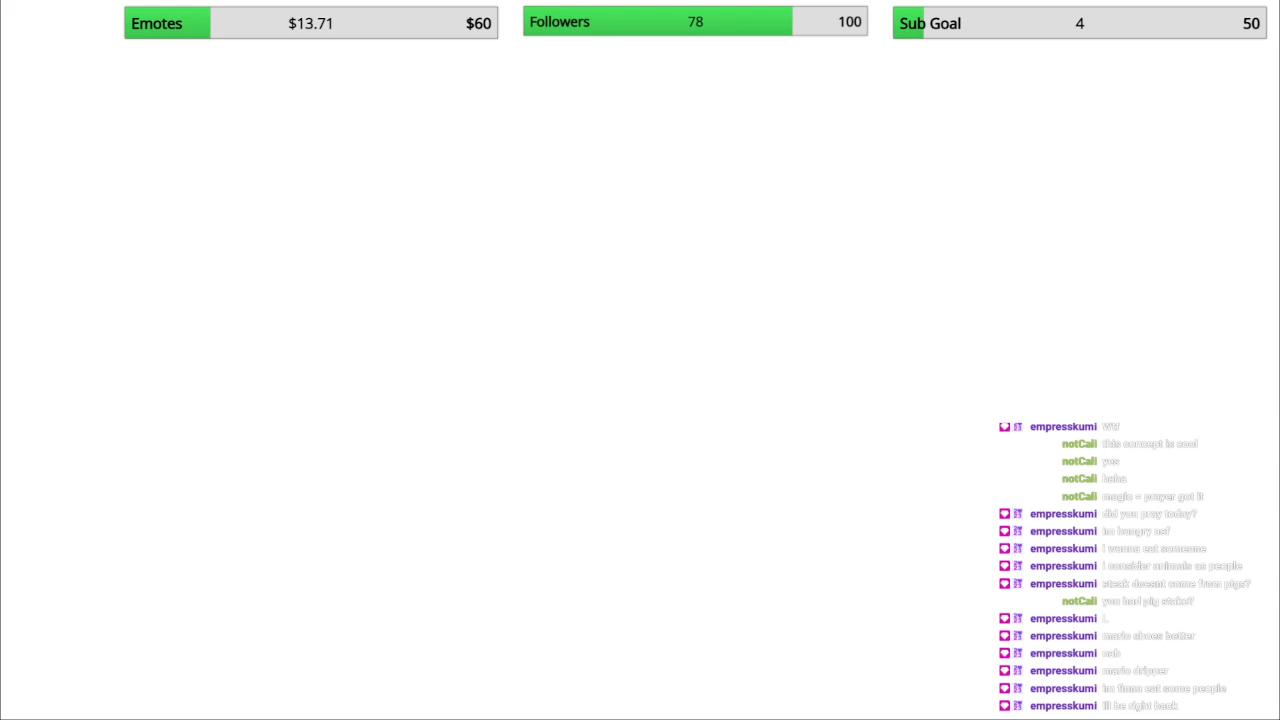 Emotes $13.71 $60
Followers 78 100
Sub Goal 4 50
empresskumi Wtf
notCali this concept is cool
notCali yes
notCali haha
notCali magic = prayer got it
empresskumi did you pray today?
empresskumi im hungry asf
empresskumi i wanna eat someone
empresskumi i consider animals as people
empresskumi steak doesnt come from pigs?
notCali you had pig stake?
empresskumi i.
empresskumi mario shoes better
empresskumi nah
empresskumi mario dripper
empresskumi im finna eat some people
empresskumi ill be right back